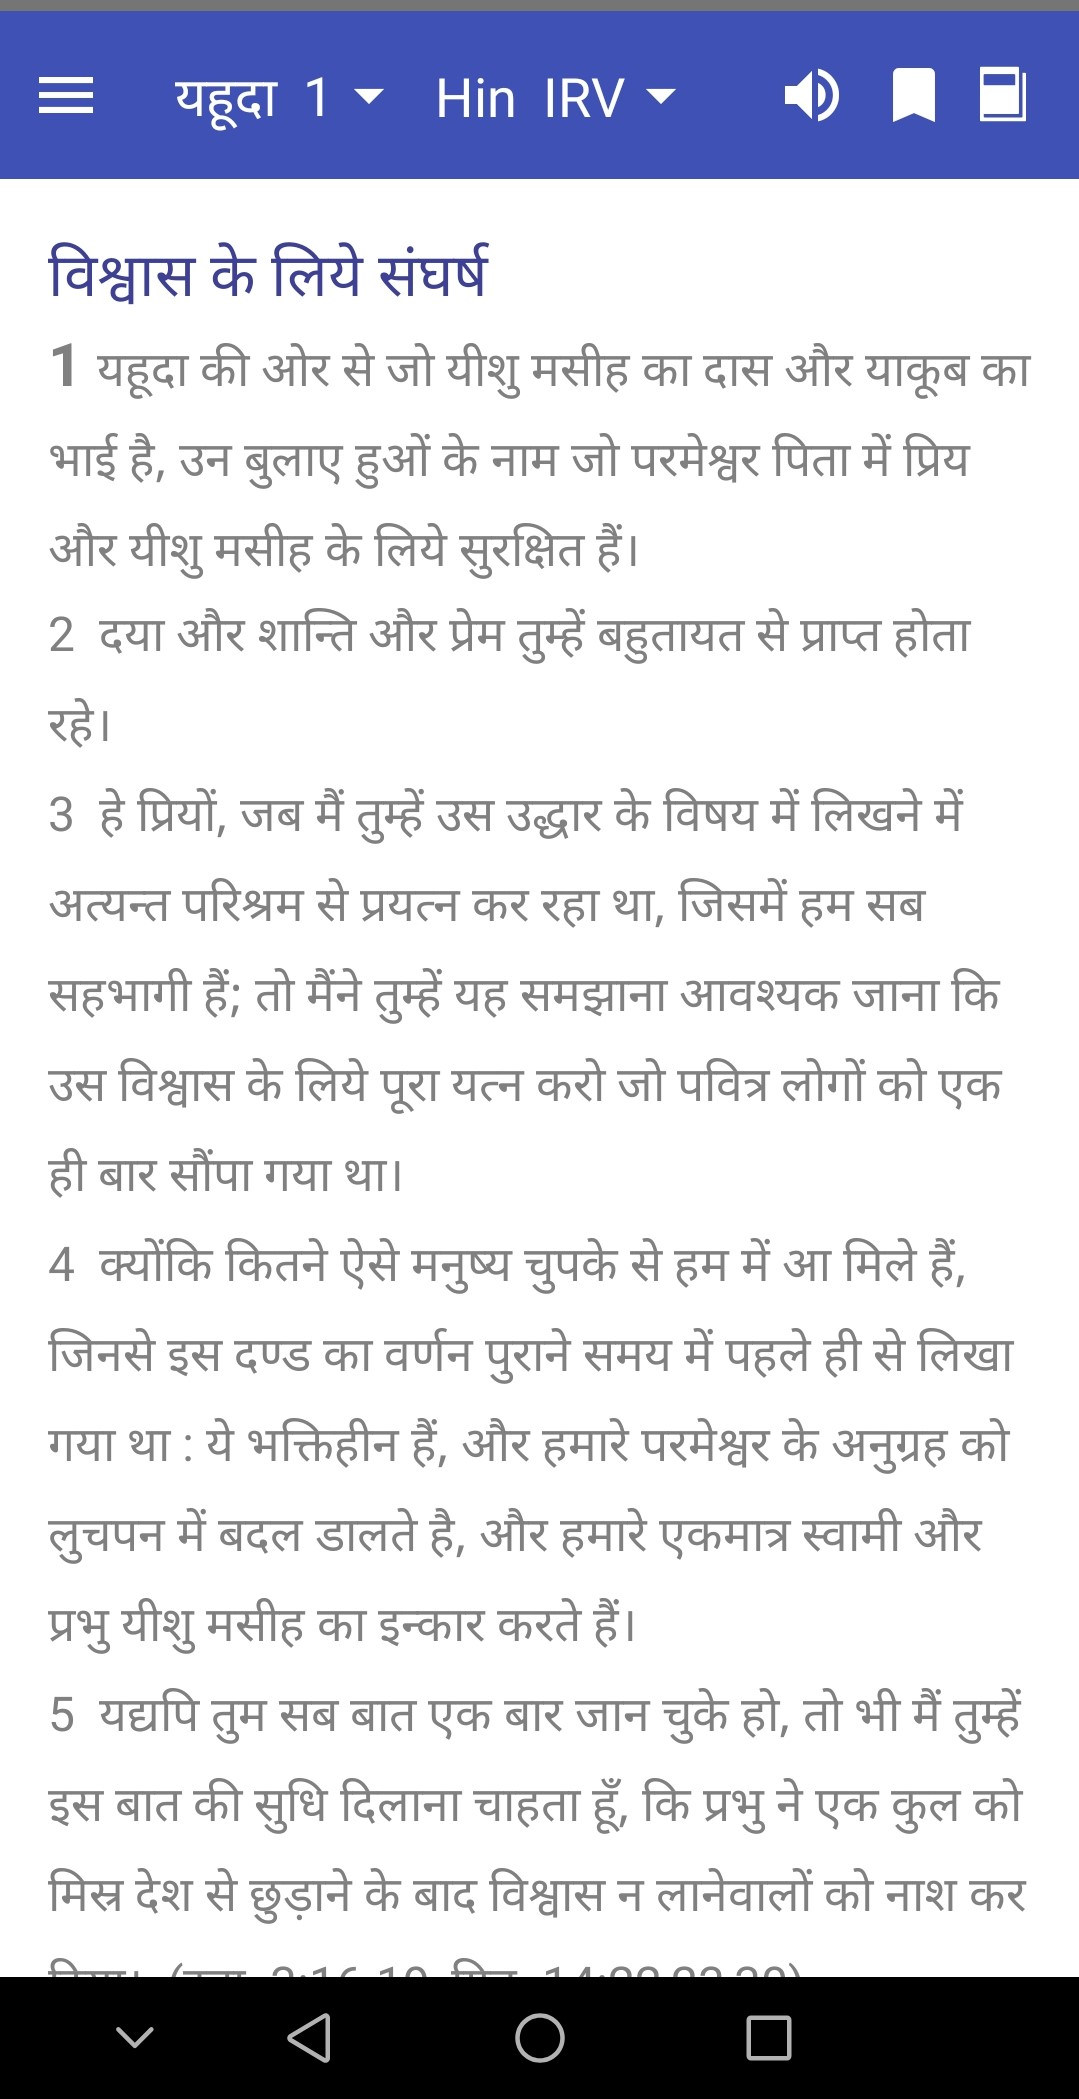 यहूदा 1 Hin IRV
विश्वास के लिये संघर्ष
1 यहूदा की ओर से जो यीशु मसीह का दास और याकूब का
भाई है, उन बुलाए हुओं के नाम जो परमेश्वर पिता में प्रिय
और यीशु मसीह के लिये सुरक्षित हैं।
2 दया और शान्ति और प्रेम तुम्हें बहुतायत से प्राप्त होता
रहे।
3 हे प्रियों, जब मैं तुम्हें उस उद्धार के विषय में लिखने में
अत्यन्त परिश्रम से प्रयत्न कर रहा था, जिसमें हम सब
सहभागी हैं; तो मैंने तुम्हें यह समझाना आवश्यक जाना कि
उस विश्वास के लिये पूरा यत्न करो जो पवित्र लोगों को एक
ही बार सौंपा गया था।
4 क्योंकि कितने ऐसे मनुष्य चुपके से हम में आ मिले हैं,
जिनसे इस दण्ड का वर्णन पुराने समय में पहले ही से लिखा
गया था : ये भक्तिहीन हैं, और हमारे परमेश्वर के अनुग्रह को
लुचपन में बदल डालते है, और हमारे एकमात्र स्वामी और
प्रभु यीशु मसीह का इन्कार करते हैं।
5 यद्यपि तुम सब बात एक बार जान चुके हो, तो भी मैं तुम्हें
इस बात की सुधि दिलाना चाहता हूँ, कि प्रभु ने एक कुल को
मिस्र देश से छुड़ाने के बाद विश्वास न लानेवालों को नाश कर